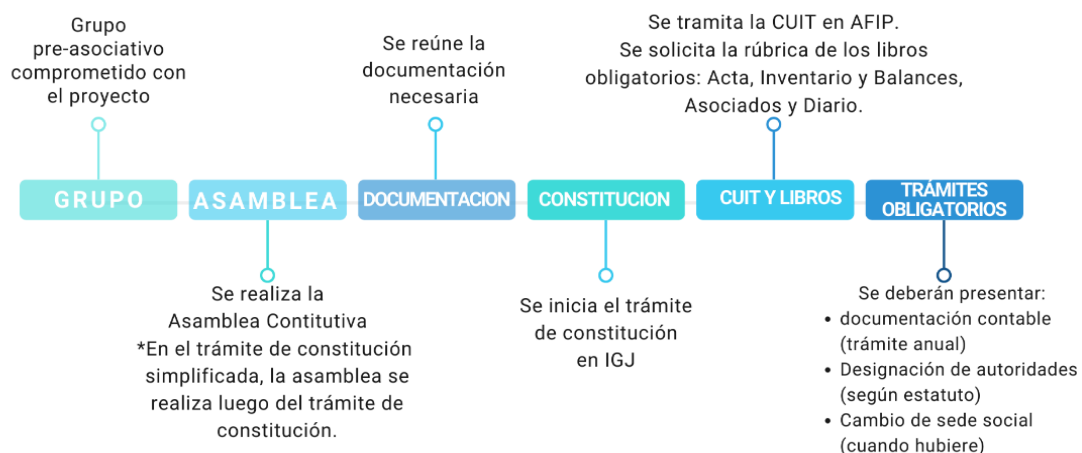 Grupo
pre-asociativo
comprometido con
el proyecto
Se reúne la
documentación
necesaria
Se tramita la CUIT en AFIP.
Se solicita la rúbrica de los libros
obligatorios: Acta, Inventario y Balances,
Asociados y Diario.
GRUPO
ASAMBLEA
DOCUMENTACION
CONSTITUCION
CUIT Y LIBROS
TRÁMITES
OBLIGATORIOS
Se realiza la
Asamblea Contitutiva
*En el trámite de constitución
simplificada, la asamblea se
realiza luego del trámite de
constitución.
Se inicia el trámite
de constitución
en IGJ
Se deberán presentar:
• documentación contable
(trámite anual)
• Designación de autoridades
(según estatuto)
• Cambio de sede social
(cuando hubiere)